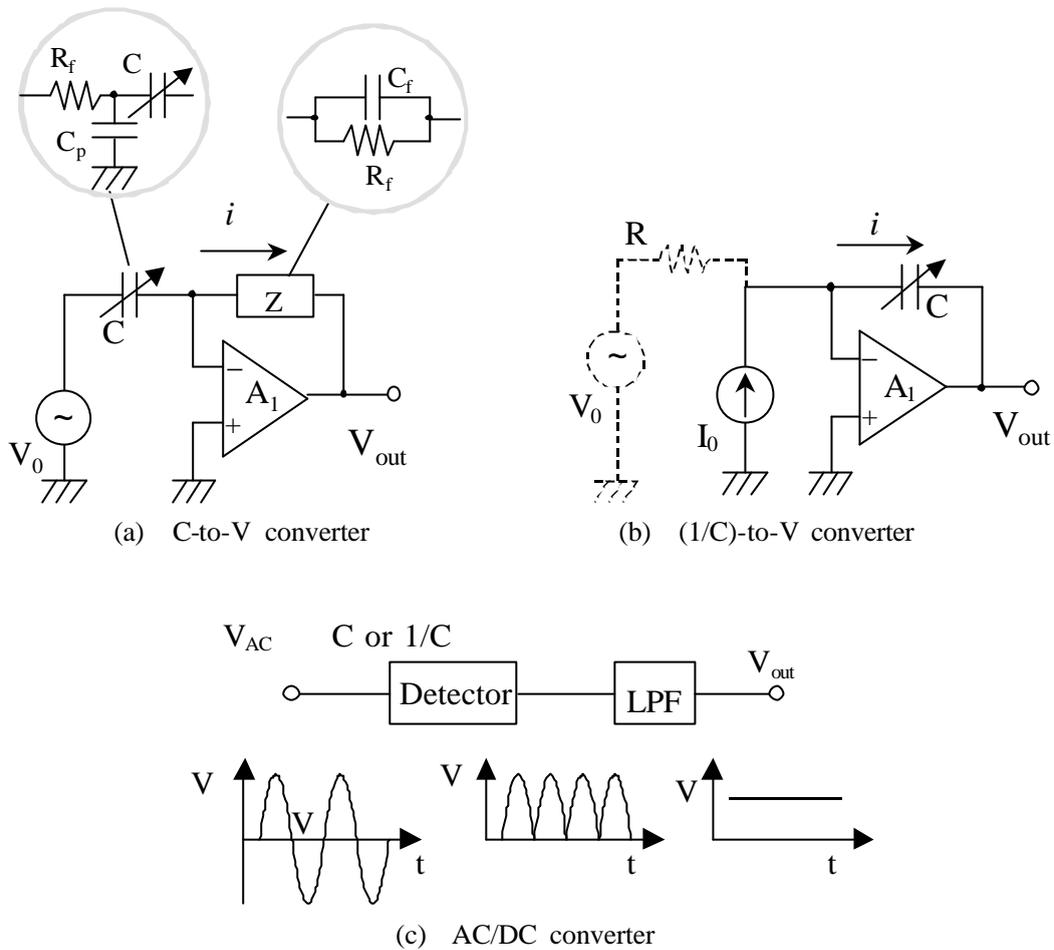 R_f C
C_p
C_f
R_f
i
C
Z
A_1
−
+
~
V_0
V_out
(a) C-to-V converter
R
i
C
~
V_0
I_0
A_1
−
+
V_out
(b) (1/C)-to-V converter
V_AC C or 1/C V_out
Detector LPF
V V V
V
t t t
(c) AC/DC converter